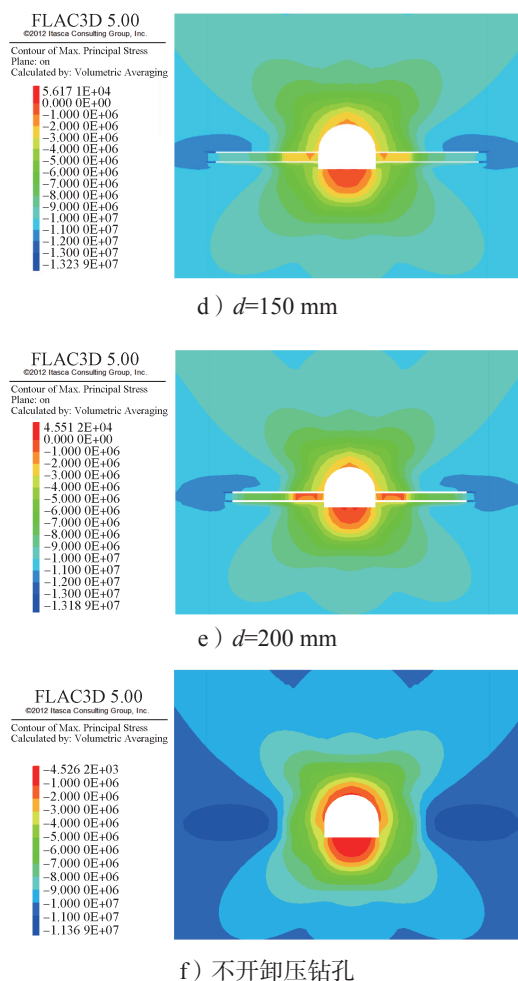 FLAC3D 5.00
©2012 Itasca Consulting Group, Inc.
Contour of Max. Principal Stress
Plane: on
Calculated by: Volumetric Averaging
5.617 1E+04
0.000 0E+00
−1.000 0E+06
−2.000 0E+06
−3.000 0E+06
−4.000 0E+06
−5.000 0E+06
−6.000 0E+06
−7.000 0E+06
−8.000 0E+06
−9.000 0E+06
−1.000 0E+07
−1.100 0E+07
−1.200 0E+07
−1.300 0E+07
−1.323 9E+07
d）d=150 mm
FLAC3D 5.00
©2012 Itasca Consulting Group, Inc.
Contour of Max. Principal Stress
Plane: on
Calculated by: Volumetric Averaging
4.551 2E+04
0.000 0E+00
−1.000 0E+06
−2.000 0E+06
−3.000 0E+06
−4.000 0E+06
−5.000 0E+06
−6.000 0E+06
−7.000 0E+06
−8.000 0E+06
−9.000 0E+06
−1.000 0E+07
−1.100 0E+07
−1.200 0E+07
−1.300 0E+07
−1.318 9E+07
e）d=200 mm
FLAC3D 5.00
©2012 Itasca Consulting Group, Inc.
Contour of Max. Principal Stress
Plane: on
Calculated by: Volumetric Averaging
−4.526 2E+03
−1.000 0E+06
−2.000 0E+06
−3.000 0E+06
−4.000 0E+06
−5.000 0E+06
−6.000 0E+06
−7.000 0E+06
−8.000 0E+06
−9.000 0E+06
−1.000 0E+07
−1.100 0E+07
−1.136 9E+07
f）不开卸压钻孔